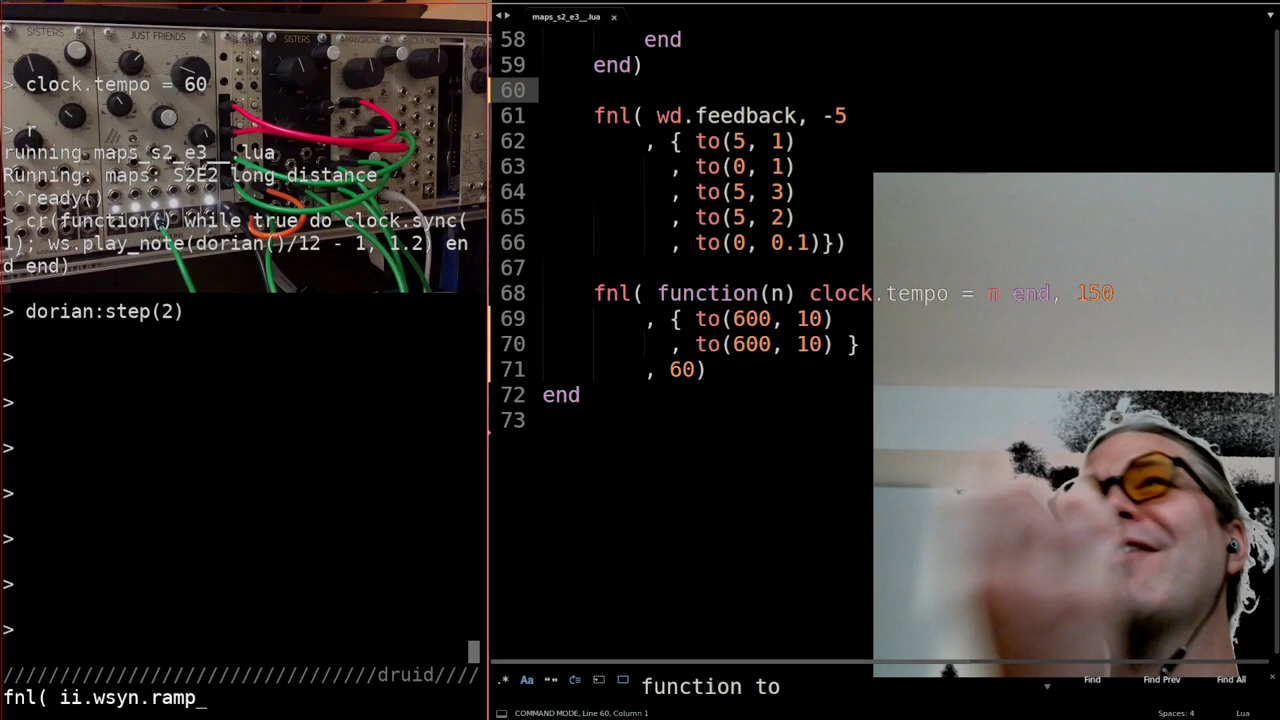 SISTERS
JUST FRIENDS
SISTERS
MANGROVE
> clock.tempo = 60
> r
running maps_s2_e3__.lua
Running: maps: S2E2 long distance
^^ready()
> cr(function() while true do clock.sync(
1); ws.play_note(dorian()/12 - 1, 1.2) en
d end)
> dorian:step(2)
>
>
>
>
>
>
>
////////////////////////////////druid////
fnl( ii.wsyn.ramp_
maps_s2_e3__.lua ×
58 end
59 end)
60
61 fnl( wd.feedback, -5
62 , { to(5, 1)
63 , to(0, 1)
64 , to(5, 3)
65 , to(5, 2)
66 , to(0, 0.1)})
67
68 fnl( function(n) clock.tempo = n end, 150
69 , { to(600, 10)
70 , to(600, 10) }
71 , 60)
72 end
73
.* Aa function to Find Find Prev Find All
COMMAND MODE, Line 60, Column 1 Spaces: 4 Lua